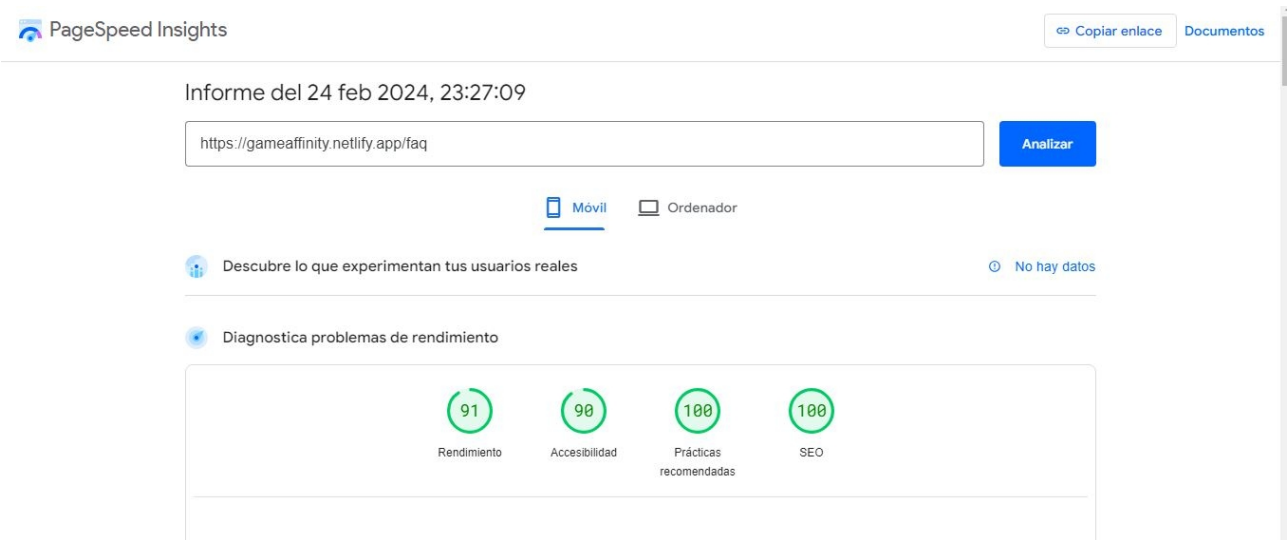 PageSpeed Insights
Copiar enlace
Documentos
Informe del 24 feb 2024, 23:27:09
https://gameaffinity.netlify.app/faq
Analizar
Móvil
Ordenador
Descubre lo que experimentan tus usuarios reales
No hay datos
Diagnostica problemas de rendimiento
91
90
100
100
Rendimiento
Accesibilidad
Prácticas
recomendadas
SEO